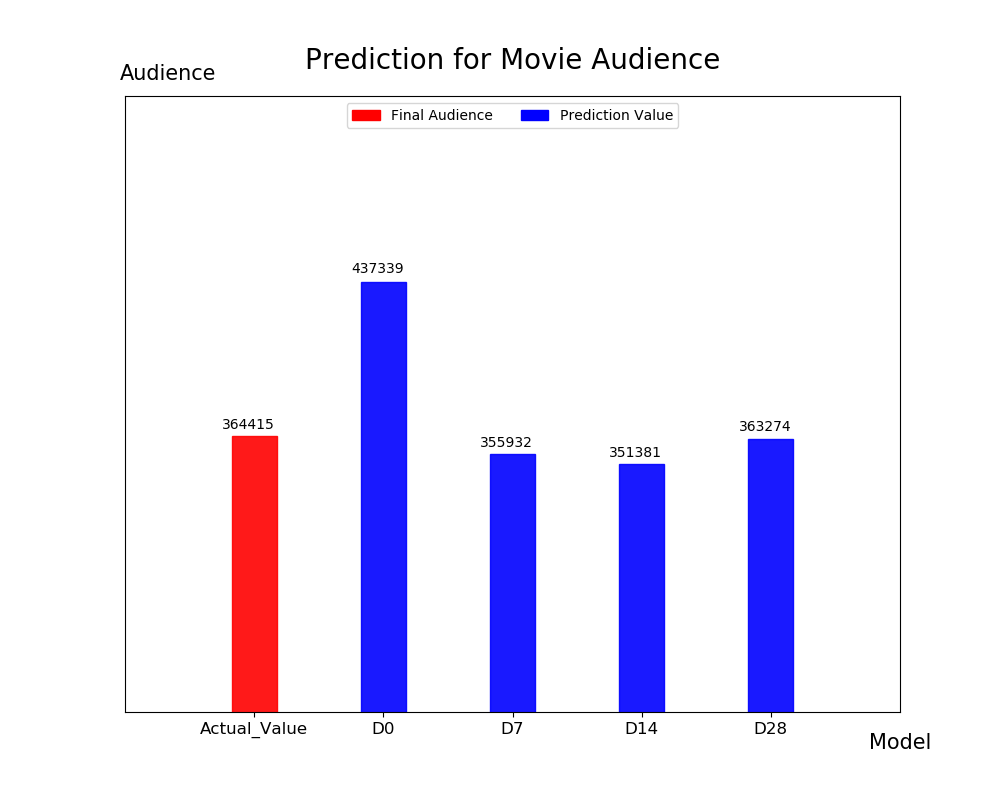 Prediction for Movie Audience
Audience
Final Audience Prediction Value
437339
364415
363274
355932
351381
Actual_Value D0 D7 D14 D28
Model